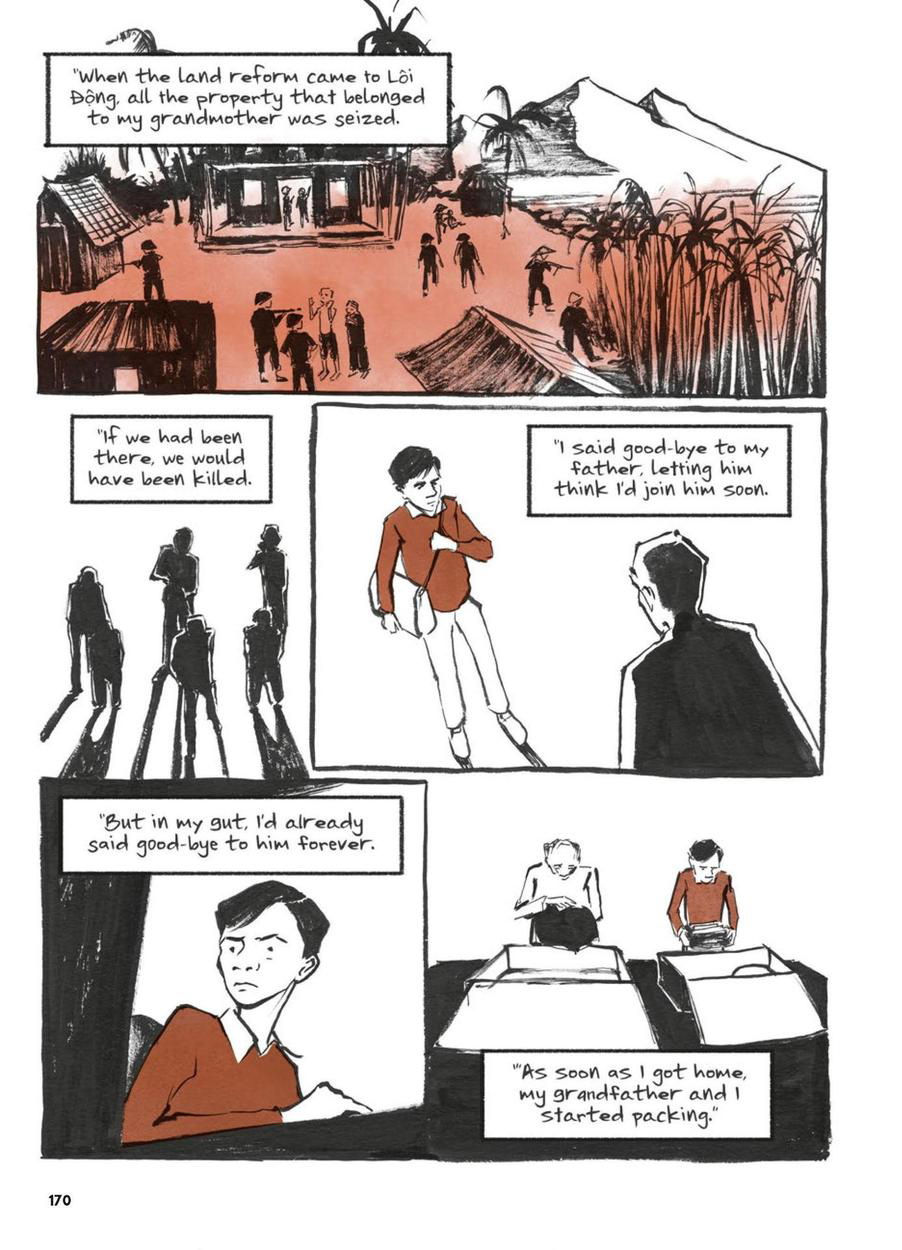 "When the land reform came to Lôi
Động, all the property that belonged
to my grandmother was seized.
"If we had been
there, we would
have been killed.
"I said good-bye to my
father, letting him
think I'd join him soon.
"But in my gut, I'd already
said good-bye to him forever.
"'As soon as I got home,
my grandfather and I
started packing."
170